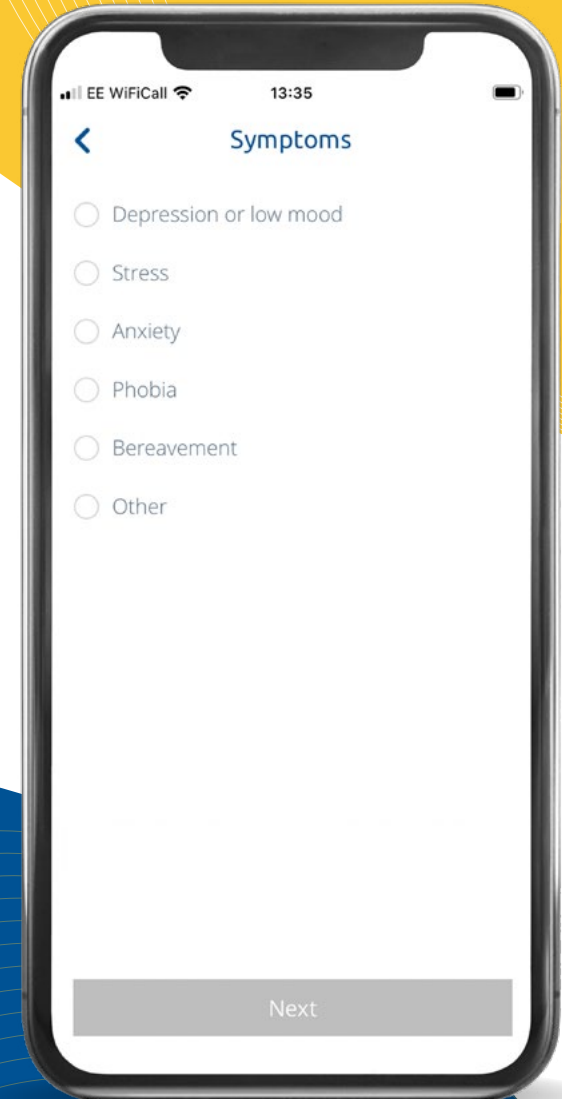 EE WiFiCall
13:35
Symptoms
Depression or low mood
Stress
Anxiety
Phobia
Bereavement
Other
Next